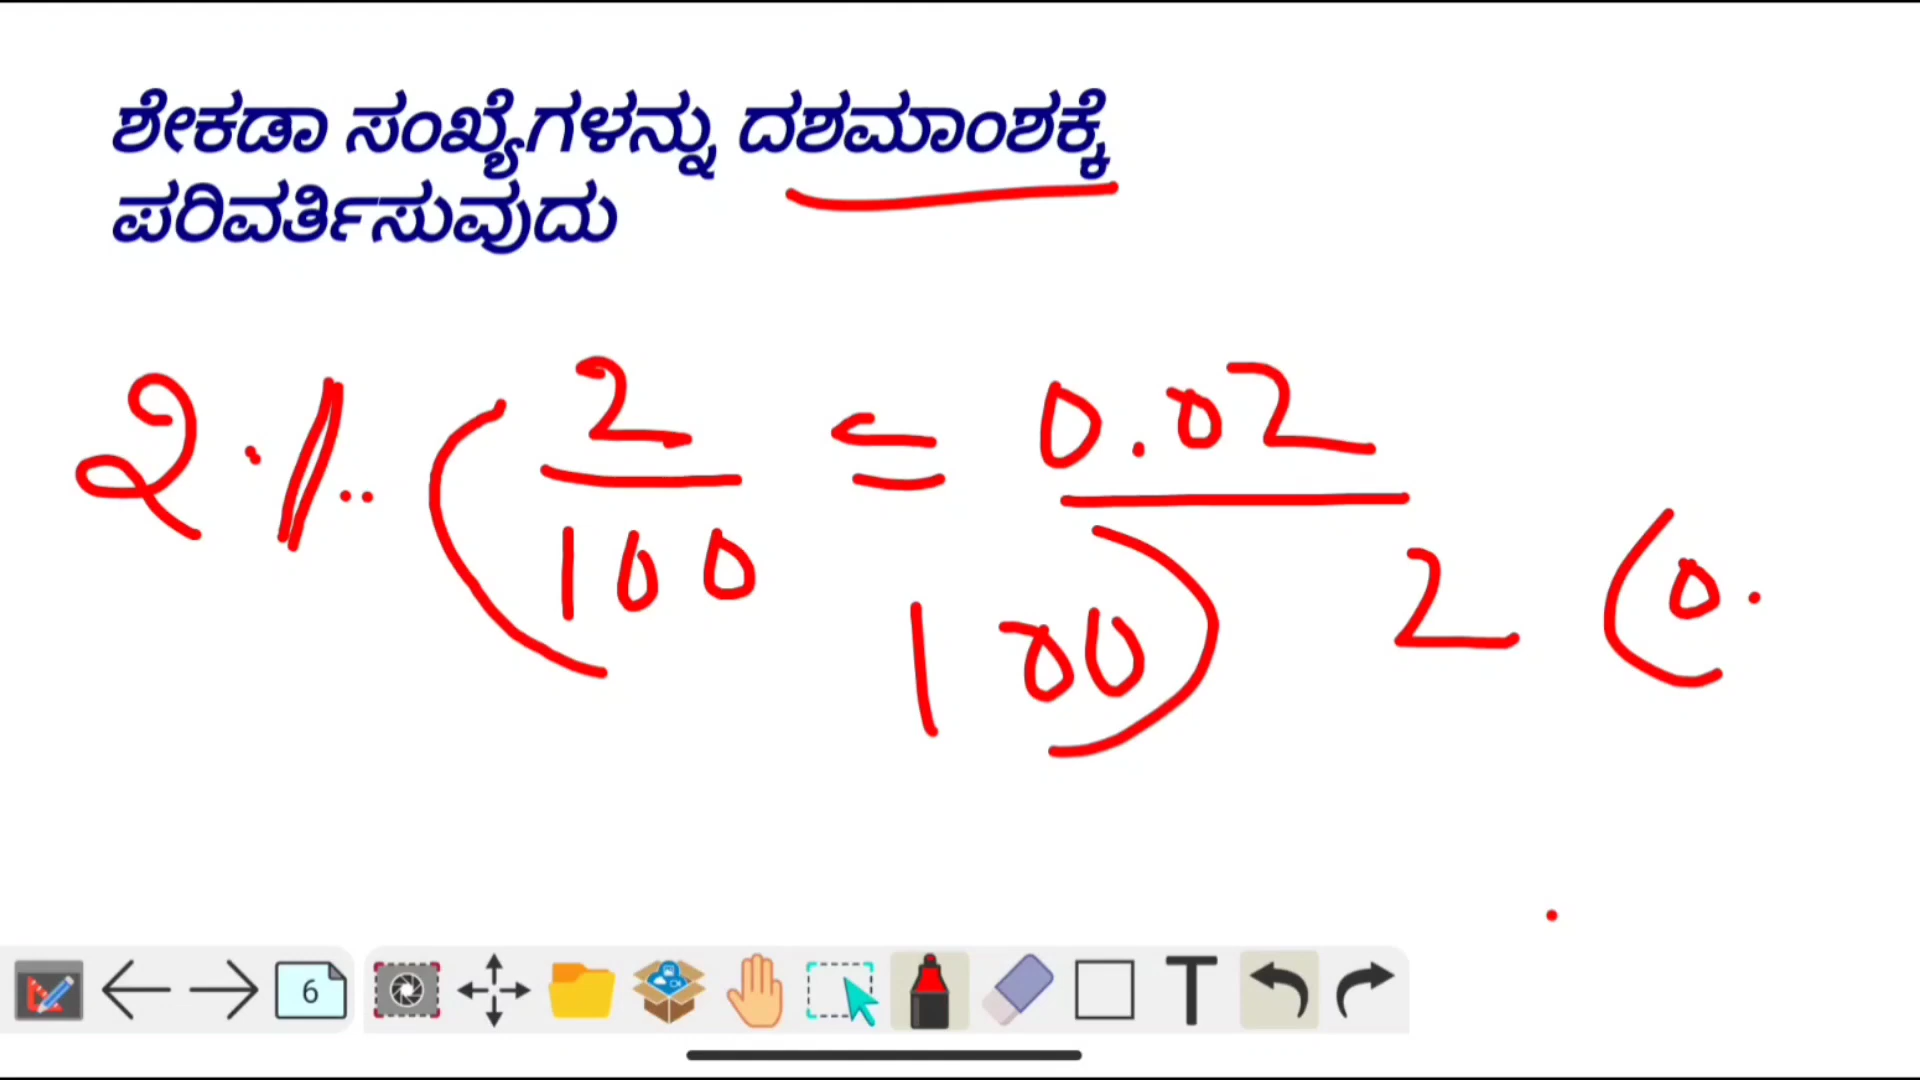 ಶೇಕಡಾ ಸಂಖ್ಯೆಗಳನ್ನು ದಶಮಾಂಶಕ್ಕೆ
ಪರಿವರ್ತಿಸುವುದು
2 % ( 2/100 = 0.02
100 ) 2 ( 0.
6 T